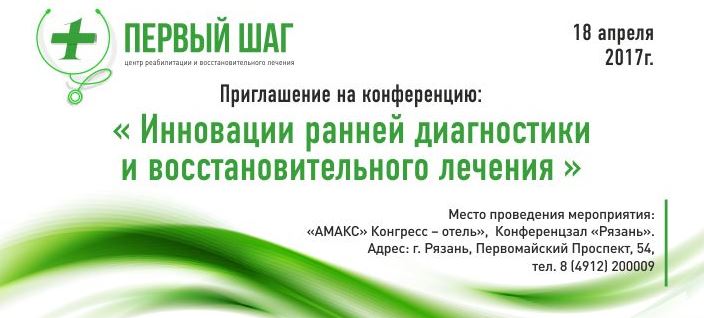 ПЕРВЫЙ ШАГ
центр реабилитации и восстановительного лечения
18 апреля
2017г.
Приглашение на конференцию:
« Инновации ранней диагностики
и восстановительного лечения »
Место проведения мероприятия:
«АМАКС» Конгресс – отель», Конференцзал «Рязань».
Адрес: г. Рязань, Первомайский Проспект, 54,
тел. 8 (4912) 200009